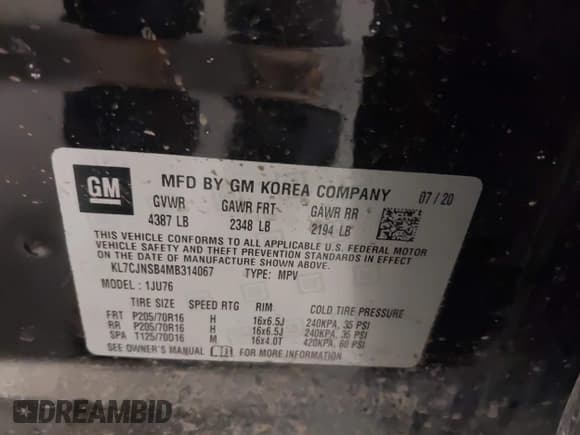 GM
MFD BY GM KOREA COMPANY 07/20
GVWR GAWR FRT GAWR RR
4387 LB 2348 LB 2194 LB
THIS VEHICLE CONFORMS TO ALL APPLICABLE U.S. FEDERAL MOTOR
VEHICLE SAFETY AND THEFT PREVENTION STANDARDS IN EFFECT
ON THE DATE OF MANUFACTURE SHOWN ABOVE.
KL7CJNSB4MB314067 TYPE: MPV
MODEL : 1JU76
TIRE SIZE SPEED RTG RIM COLD TIRE PRESSURE
FRT P205/70R16 H 16x6.5J 240KPA, 35 PSI
RR P205/70R16 H 16x6.5J 240KPA, 35 PSI
SPA T125/70D16 M 16x4.0T 420KPA, 60 PSI
SEE OWNER'S MANUAL FOR MORE INFORMATION
DREAMBID